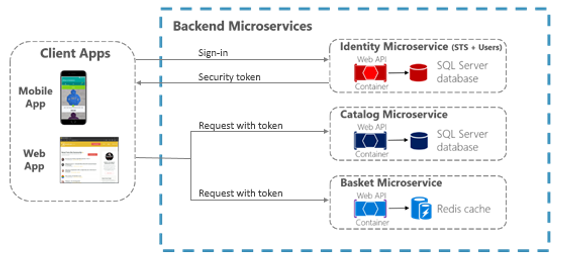 Backend Microservices
Client Apps
Mobile
App
Web
App
Sign-in
Security token
Request with token
Request with token
Identity Microservice (STS + Users)
Web API
Container
SQL Server
database
Catalog Microservice
Web API
Container
SQL Server
database
Basket Microservice
Web API
Container
Redis cache